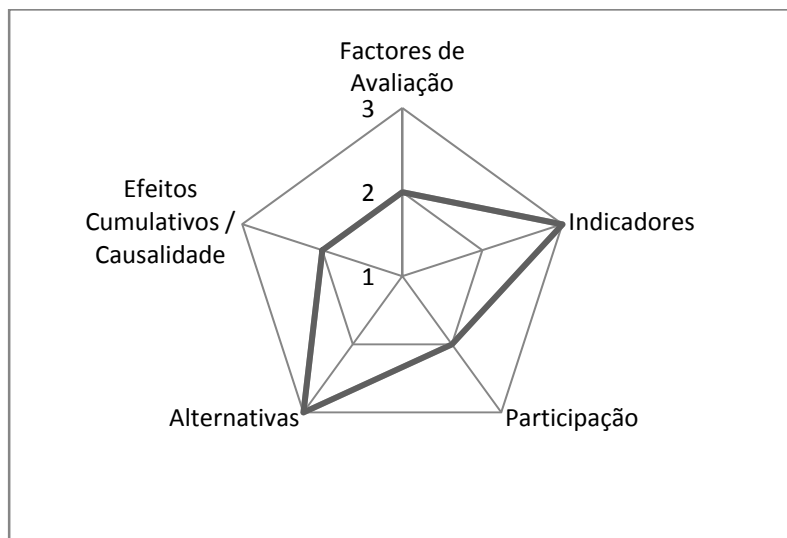 Factores de
Avaliação
3
Efeitos
Cumulativos /
Causalidade
2
Indicadores
1
Alternativas
Participação